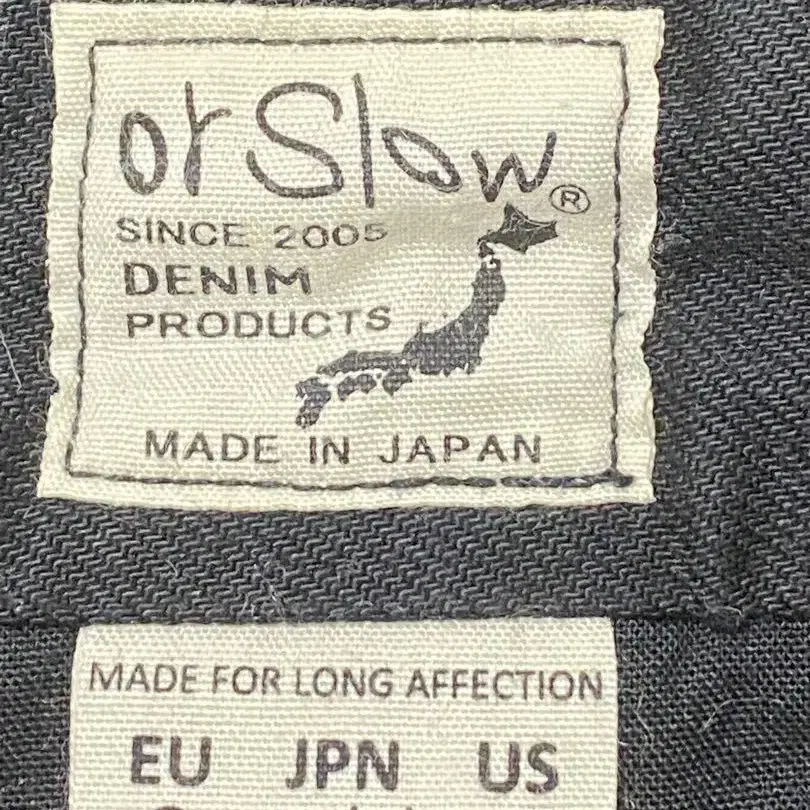 orSlow®
SINCE 2005
DENIM
PRODUCTS
MADE IN JAPAN
MADE FOR LONG AFFECTION
EU JPN US